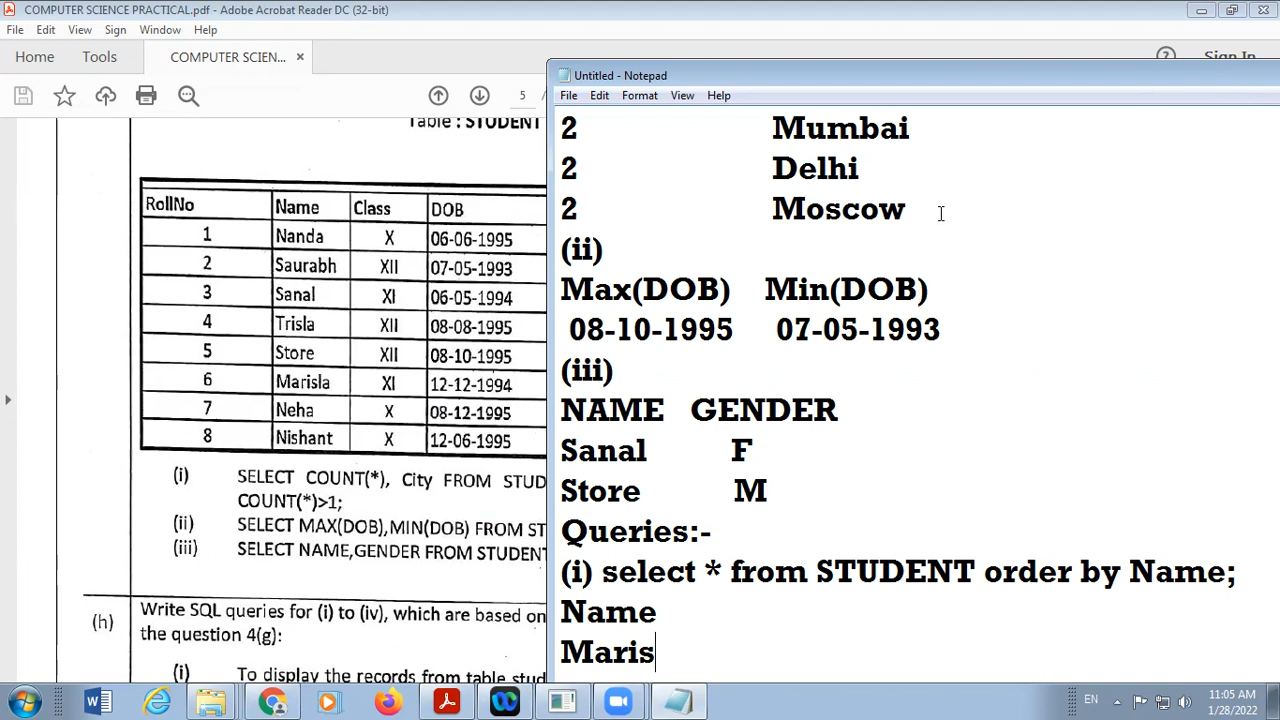 COMPUTER SCIENCE PRACTICAL.pdf - Adobe Acrobat Reader DC (32-bit)
File Edit View Sign Window Help
Home Tools COMPUTER SCIEN... × Sign In
5 /
Table : STUDENT
RollNo Name Class DOB
1 Nanda X 06-06-1995
2 Saurabh XII 07-05-1993
3 Sanal XI 06-05-1994
4 Trisla XII 08-08-1995
5 Store XII 08-10-1995
6 Marisla XI 12-12-1994
7 Neha X 08-12-1995
8 Nishant X 12-06-1995
(i) SELECT COUNT(*), City FROM STUD
COUNT(*)>1;
(ii) SELECT MAX(DOB),MIN(DOB) FROM ST
(iii) SELECT NAME,GENDER FROM STUDENT
(h) Write SQL queries for (i) to (iv), which are based on
the question 4(g):
(i) To display the records from table stud
Untitled - Notepad
File Edit Format View Help
2 Mumbai
2 Delhi
2 Moscow
(ii)
Max(DOB) Min(DOB)
08-10-1995 07-05-1993
(iii)
NAME GENDER
Sanal F
Store M
Queries:-
(i) select * from STUDENT order by Name;
Name
Maris
EN 11:05 AM
1/28/2022